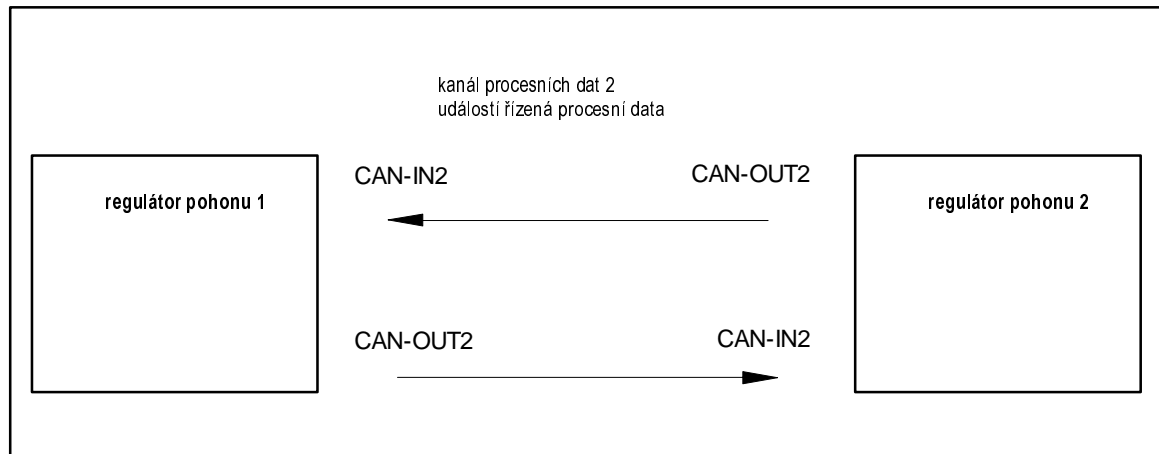 kanál procesních dat 2
událostí řízená procesní data
CAN-IN2
CAN-OUT2
regulátor pohonu 1
regulátor pohonu 2
CAN-OUT2
CAN-IN2